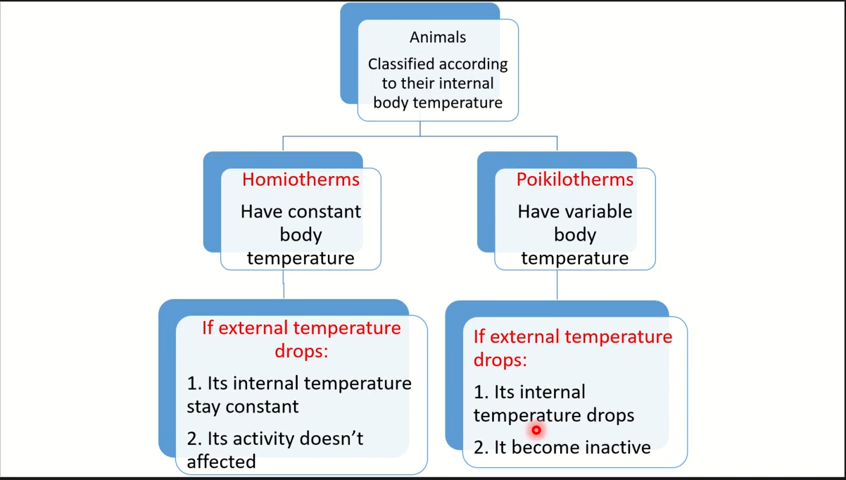 Animals
Classified according
to their internal
body temperature
Homiotherms
Have constant
body
temperature
Poikilotherms
Have variable
body
temperature
If external temperature
drops:
1. Its internal temperature
stay constant
2. Its activity doesn’t
affected
If external temperature
drops:
1. Its internal
temperature drops
2. It become inactive